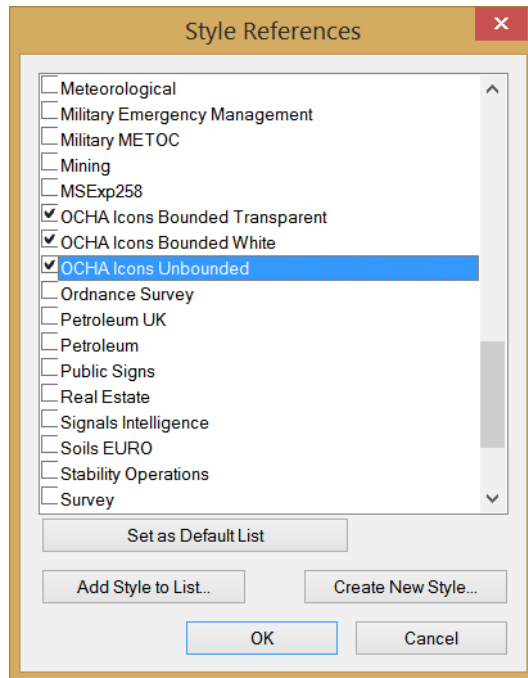 Style References
Meteorological
Military Emergency Management
Military METOC
Mining
MSExp258
OCHA Icons Bounded Transparent
OCHA Icons Bounded White
OCHA Icons Unbounded
Ordnance Survey
Petroleum UK
Petroleum
Public Signs
Real Estate
Signals Intelligence
Soils EURO
Stability Operations
Survey
Set as Default List
Add Style to List... Create New Style...
OK Cancel